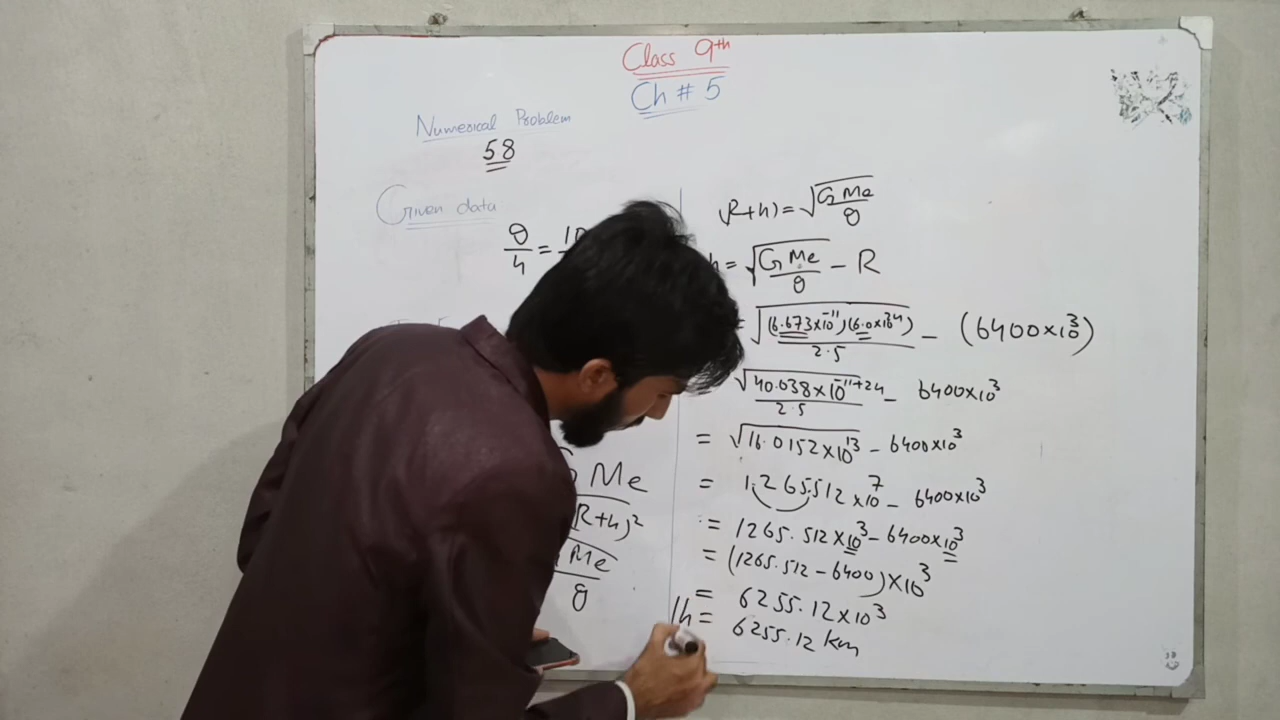 Class 9th
Ch # 5
Numerical Problem
58
Given data
g/4 = 10
G Me
(R+h)²
Me
g
(R+h) = √(G Me/g)
h = √(G Me/g) - R
= √((6.673×10⁻¹¹)(6.0×10²⁴)/2.5) - (6400×10³)
√(40.038×10⁻¹¹⁺²⁴/2.5) - 6400×10³
= √(16.0152×10¹³) - 6400×10³
= 1.265.512×10⁷ - 6400×10³
= 1265.512×10³ - 6400×10³
= (1265.512 - 6400)×10³
= 6255.12×10³
h = 6255.12 km